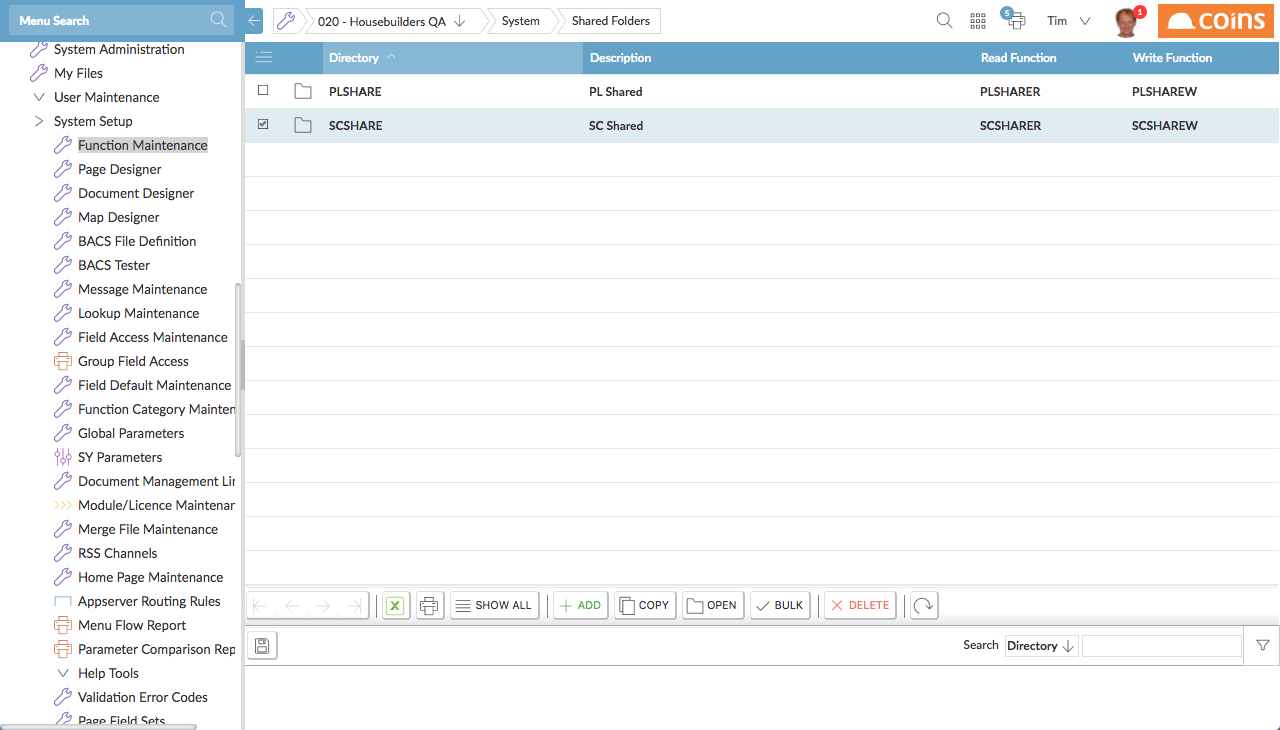 Menu Search
System Administration
My Files
User Maintenance
System Setup
Function Maintenance
Page Designer
Document Designer
Map Designer
BACS File Definition
BACS Tester
Message Maintenance
Lookup Maintenance
Field Access Maintenance
Group Field Access
Field Default Maintenance
Function Category Mainten
Global Parameters
SY Parameters
Document Management Lin
Module/Licence Maintenan
Merge File Maintenance
RSS Channels
Home Page Maintenance
Appserver Routing Rules
Menu Flow Report
Parameter Comparison Rep
Help Tools
Validation Error Codes
Page Field Sets
020 - Housebuilders QA System Shared Folders 5 Tim 1 coins
Directory Description Read Function Write Function
PLSHARE PL Shared PLSHARER PLSHAREW
SCSHARE SC Shared SCSHARER SCSHAREW
X SHOW ALL ADD COPY OPEN BULK DELETE
Search Directory